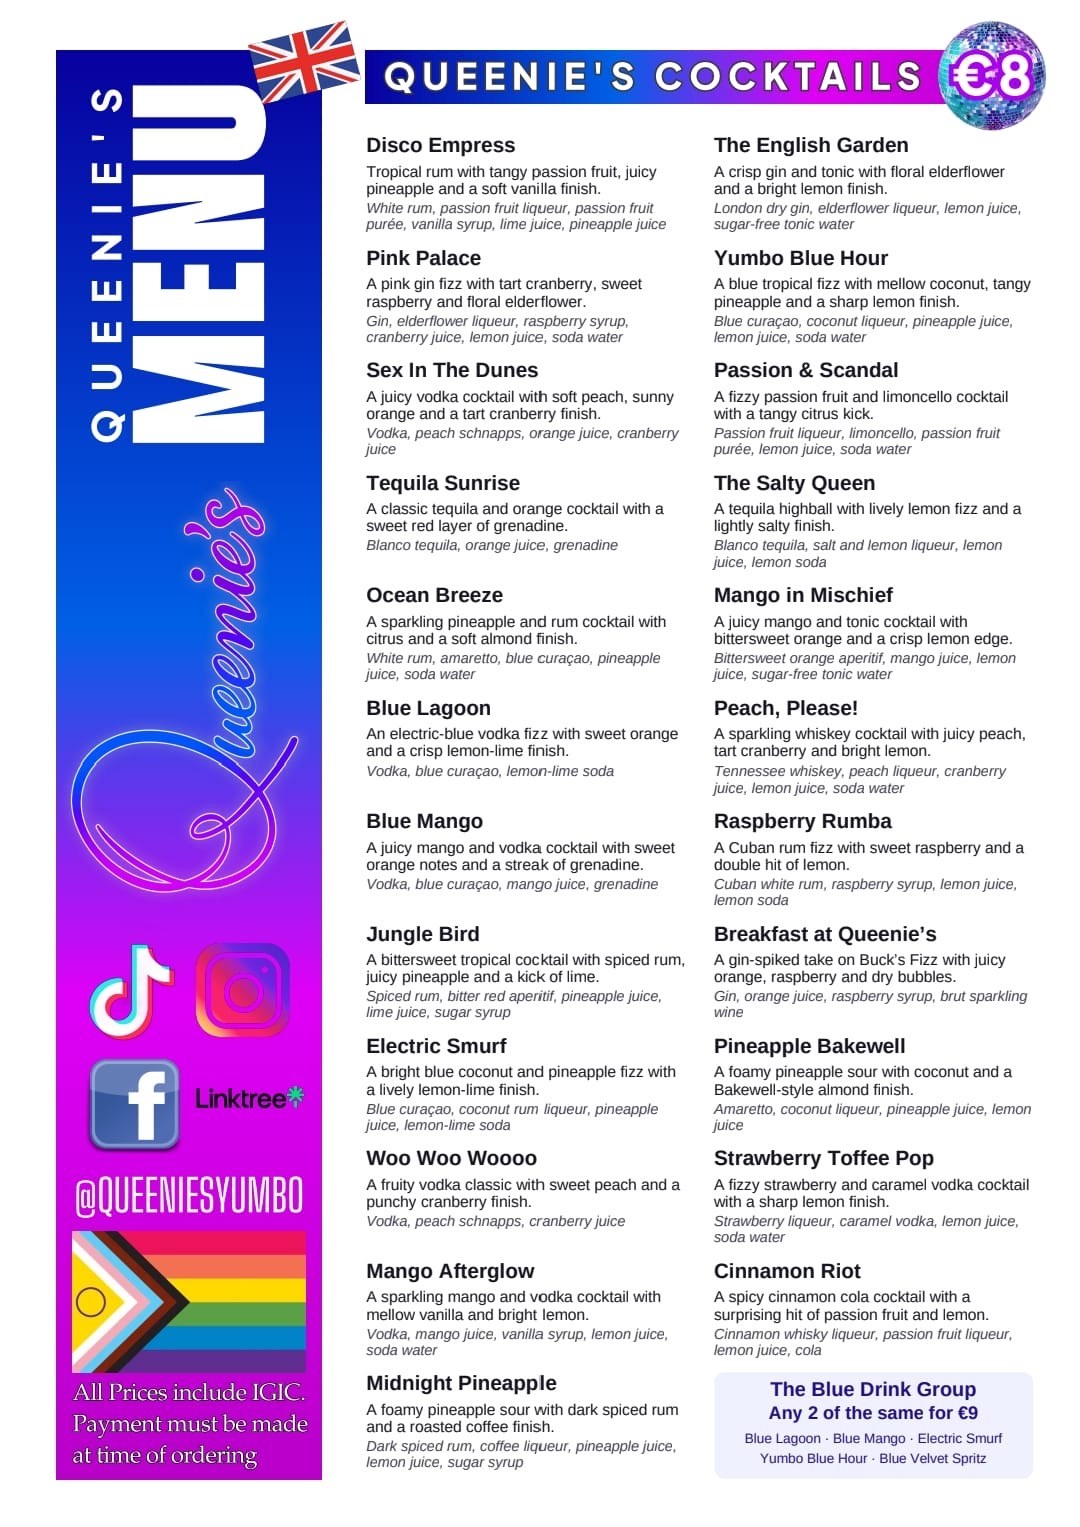 QUEENIE'S
MENU
Queenie's
Linktree
@QUEENIESYUMBO
All Prices include IGIC.
Payment must be made
at time of ordering
QUEENIE'S COCKTAILS
€8
Disco Empress
Tropical rum with tangy passion fruit, juicy
pineapple and a soft vanilla finish.
White rum, passion fruit liqueur, passion fruit
purée, vanilla syrup, lime juice, pineapple juice
Pink Palace
A pink gin fizz with tart cranberry, sweet
raspberry and floral elderflower.
Gin, elderflower liqueur, raspberry syrup,
cranberry juice, lemon juice, soda water
Sex In The Dunes
A juicy vodka cocktail with soft peach, sunny
orange and a tart cranberry finish.
Vodka, peach schnapps, orange juice, cranberry
juice
Tequila Sunrise
A classic tequila and orange cocktail with a
sweet red layer of grenadine.
Blanco tequila, orange juice, grenadine
Ocean Breeze
A sparkling pineapple and rum cocktail with
citrus and a soft almond finish.
White rum, amaretto, blue curaçao, pineapple
juice, soda water
Blue Lagoon
An electric-blue vodka fizz with sweet orange
and a crisp lemon-lime finish.
Vodka, blue curaçao, lemon-lime soda
Blue Mango
A juicy mango and vodka cocktail with sweet
orange notes and a streak of grenadine.
Vodka, blue curaçao, mango juice, grenadine
Jungle Bird
A bittersweet tropical cocktail with spiced rum,
juicy pineapple and a kick of lime.
Spiced rum, bitter red aperitif, pineapple juice,
lime juice, sugar syrup
Electric Smurf
A bright blue coconut and pineapple fizz with
a lively lemon-lime finish.
Blue curaçao, coconut rum liqueur, pineapple
juice, lemon-lime soda
Woo Woo Woooo
A fruity vodka classic with sweet peach and a
punchy cranberry finish.
Vodka, peach schnapps, cranberry juice
Mango Afterglow
A sparkling mango and vodka cocktail with
mellow vanilla and bright lemon.
Vodka, mango juice, vanilla syrup, lemon juice,
soda water
Midnight Pineapple
A foamy pineapple sour with dark spiced rum
and a roasted coffee finish.
Dark spiced rum, coffee liqueur, pineapple juice,
lemon juice, sugar syrup
The English Garden
A crisp gin and tonic with floral elderflower
and a bright lemon finish.
London dry gin, elderflower liqueur, lemon juice,
sugar-free tonic water
Yumbo Blue Hour
A blue tropical fizz with mellow coconut, tangy
pineapple and a sharp lemon finish.
Blue curaçao, coconut liqueur, pineapple juice,
lemon juice, soda water
Passion & Scandal
A fizzy passion fruit and limoncello cocktail
with a tangy citrus kick.
Passion fruit liqueur, limoncello, passion fruit
purée, lemon juice, soda water
The Salty Queen
A tequila highball with lively lemon fizz and a
lightly salty finish.
Blanco tequila, salt and lemon liqueur, lemon
juice, lemon soda
Mango in Mischief
A juicy mango and tonic cocktail with
bittersweet orange and a crisp lemon edge.
Bittersweet orange aperitif, mango juice, lemon
juice, sugar-free tonic water
Peach, Please!
A sparkling whiskey cocktail with juicy peach,
tart cranberry and bright lemon.
Tennessee whiskey, peach liqueur, cranberry
juice, lemon juice, soda water
Raspberry Rumba
A Cuban rum fizz with sweet raspberry and a
double hit of lemon.
Cuban white rum, raspberry syrup, lemon juice,
lemon soda
Breakfast at Queenie’s
A gin-spiked take on Buck’s Fizz with juicy
orange, raspberry and dry bubbles.
Gin, orange juice, raspberry syrup, brut sparkling
wine
Pineapple Bakewell
A foamy pineapple sour with coconut and a
Bakewell-style almond finish.
Amaretto, coconut liqueur, pineapple juice, lemon
juice
Strawberry Toffee Pop
A fizzy strawberry and caramel vodka cocktail
with a sharp lemon finish.
Strawberry liqueur, caramel vodka, lemon juice,
soda water
Cinnamon Riot
A spicy cinnamon cola cocktail with a
surprising hit of passion fruit and lemon.
Cinnamon whisky liqueur, passion fruit liqueur,
lemon juice, cola
The Blue Drink Group
Any 2 of the same for €9
Blue Lagoon · Blue Mango · Electric Smurf
Yumbo Blue Hour · Blue Velvet Spritz